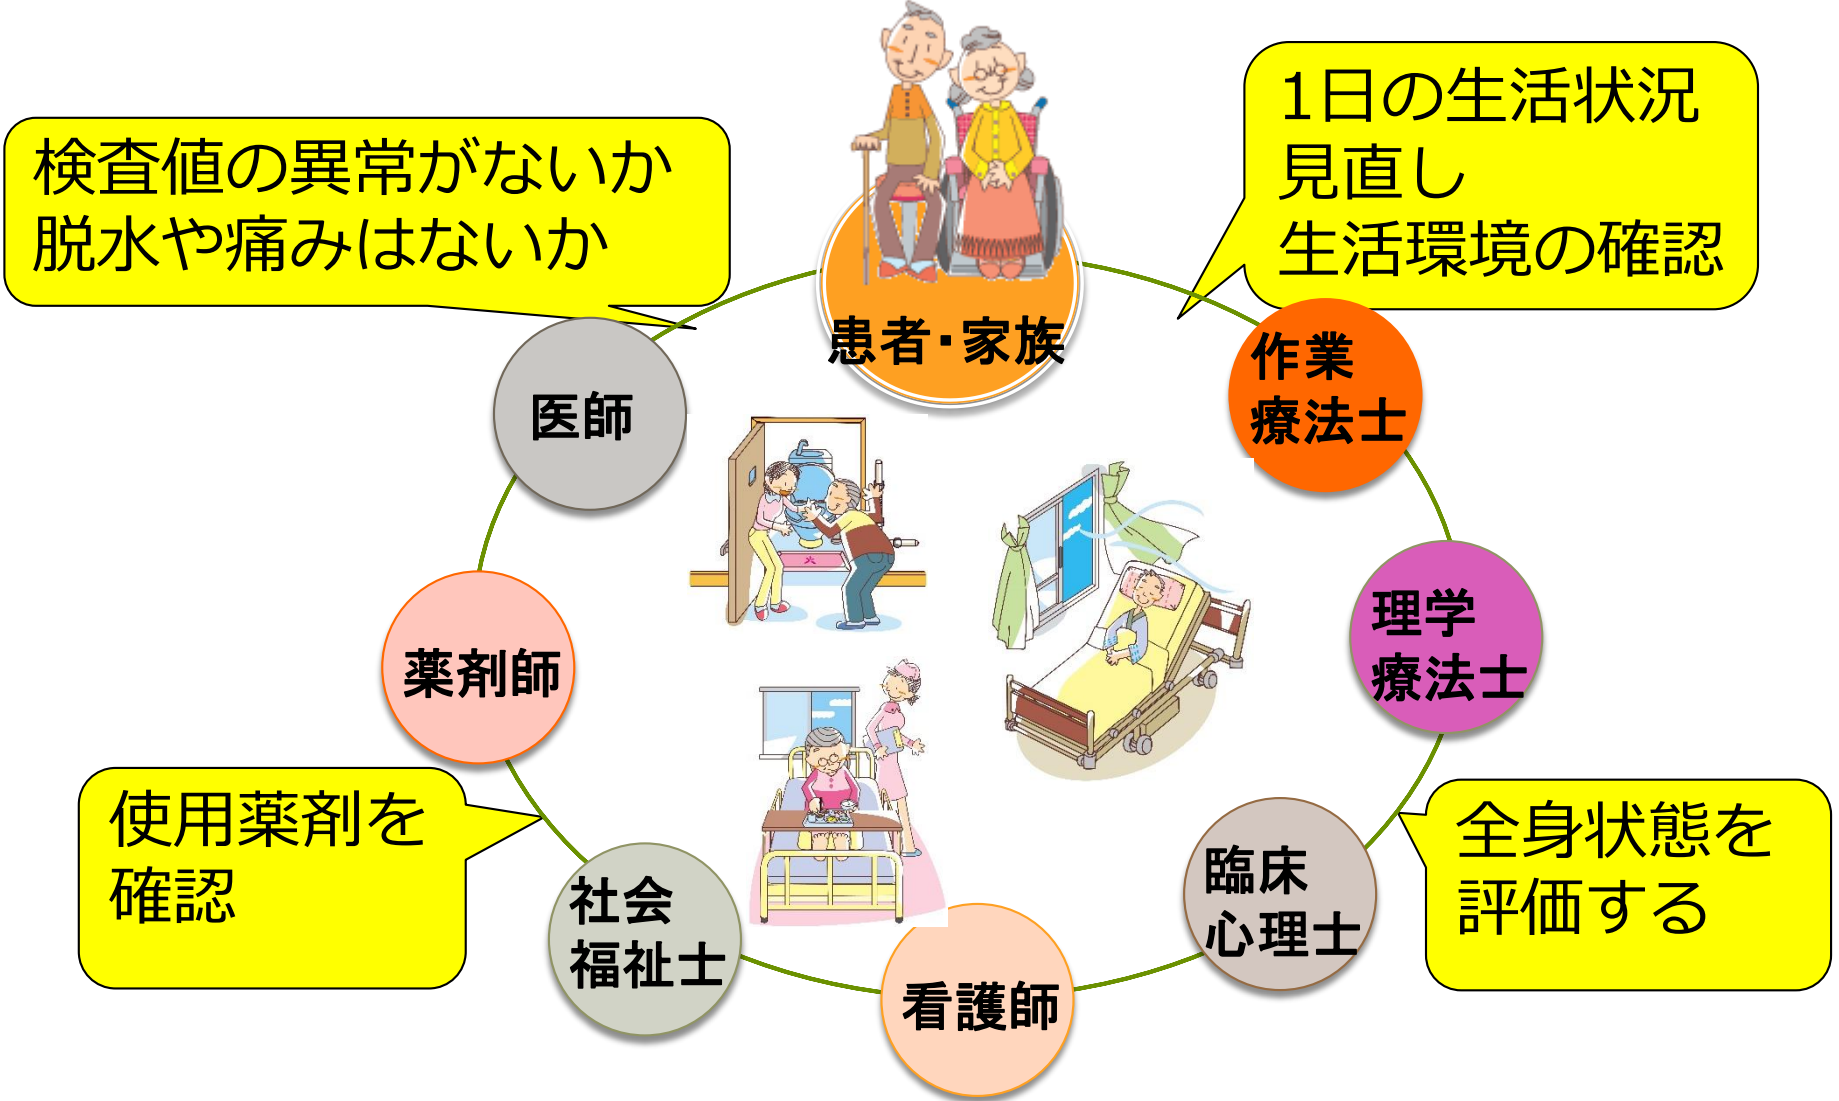 検査値の異常がないか
脱水や痛みはないか
1日の生活状況
見直し
生活環境の確認
患者・家族
医師
作業
療法士
薬剤師
理学
療法士
使用薬剤を
確認
全身状態を
評価する
社会
福祉士
臨床
心理士
看護師